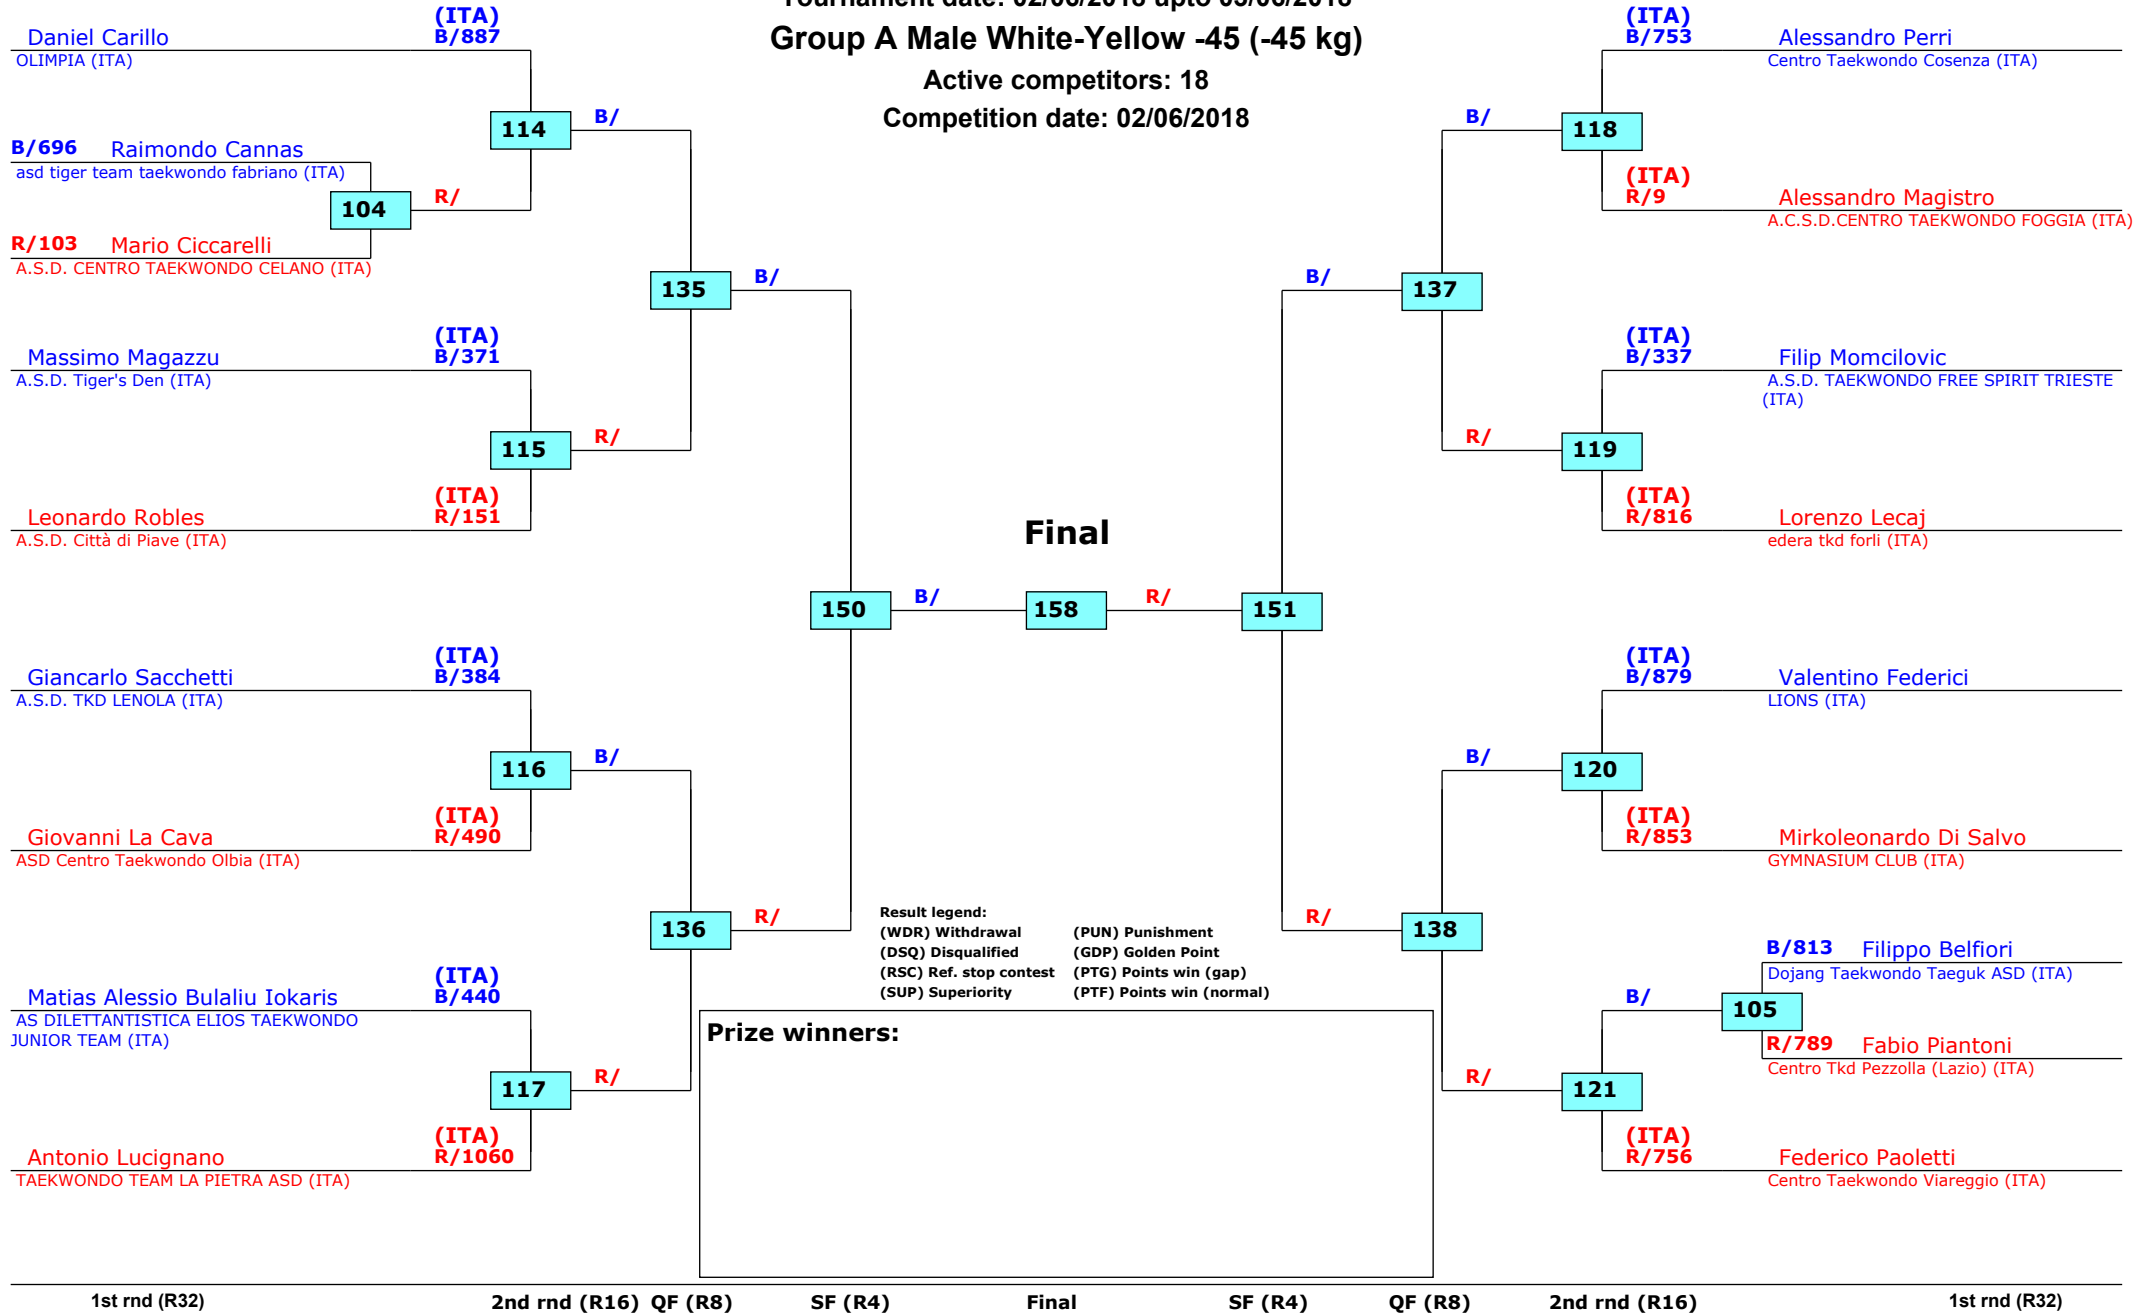 Tournament date: 02/06/2018 upto 03/06/2018
Group A Male White-Yellow -45 (-45 kg)
Active competitors: 18
Competition date: 02/06/2018
(ITA)
Daniel Carillo B/887
OLIMPIA (ITA)
114
B/
B/696 Raimondo Cannas
asd tiger team taekwondo fabriano (ITA)
104
R/
R/103 Mario Ciccarelli
A.S.D. CENTRO TAEKWONDO CELANO (ITA)
135
B/
(ITA)
Massimo Magazzu B/371
A.S.D. Tiger's Den (ITA)
115
R/
(ITA)
Leonardo Robles R/151
A.S.D. Città di Piave (ITA)
150
B/
(ITA)
Giancarlo Sacchetti B/384
A.S.D. TKD LENOLA (ITA)
116
B/
(ITA)
Giovanni La Cava R/490
ASD Centro Taekwondo Olbia (ITA)
136
R/
(ITA)
Matias Alessio Bulaliu Iokaris B/440
AS DILETTANTISTICA ELIOS TAEKWONDO
JUNIOR TEAM (ITA)
117
R/
(ITA)
Antonio Lucignano R/1060
TAEKWONDO TEAM LA PIETRA ASD (ITA)
Final
158
R/
151
(ITA)
B/753 Alessandro Perri
Centro Taekwondo Cosenza (ITA)
B/
118
(ITA)
R/9 Alessandro Magistro
A.C.S.D.CENTRO TAEKWONDO FOGGIA (ITA)
B/
137
(ITA)
B/337 Filip Momcilovic
A.S.D. TAEKWONDO FREE SPIRIT TRIESTE
(ITA)
R/
119
(ITA)
R/816 Lorenzo Lecaj
edera tkd forli (ITA)
(ITA)
B/879 Valentino Federici
LIONS (ITA)
B/
120
(ITA)
R/853 Mirkoleonardo Di Salvo
GYMNASIUM CLUB (ITA)
R/
138
B/813 Filippo Belfiori
Dojang Taekwondo Taeguk ASD (ITA)
B/
105
R/789 Fabio Piantoni
Centro Tkd Pezzolla (Lazio) (ITA)
R/
121
(ITA)
R/756 Federico Paoletti
Centro Taekwondo Viareggio (ITA)
Result legend:
(WDR) Withdrawal (PUN) Punishment
(DSQ) Disqualified (GDP) Golden Point
(RSC) Ref. stop contest (PTG) Points win (gap)
(SUP) Superiority (PTF) Points win (normal)
Prize winners:
1st rnd (R32) 2nd rnd (R16) QF (R8) SF (R4) Final SF (R4) QF (R8) 2nd rnd (R16) 1st rnd (R32)